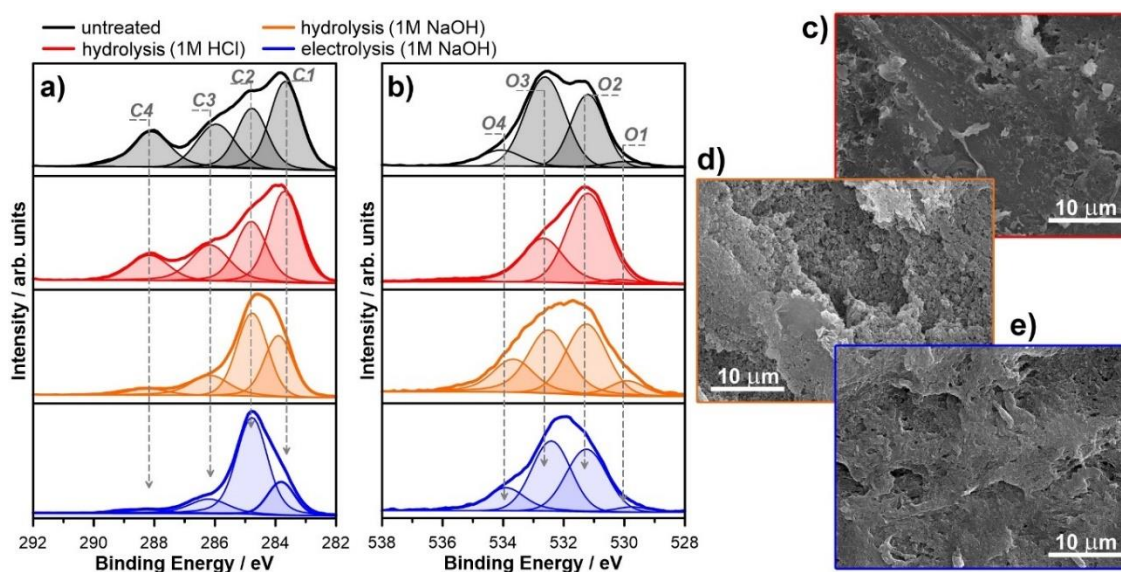 untreated
hydrolysis (1M NaOH)
hydrolysis (1M HCl)
electrolysis (1M NaOH)
a)
C4
C3
C2
C1
b)
O4
O3
O2
O1
c)
10 μm
d)
10 μm
e)
10 μm
Intensity / arb. units
Intensity / arb. units
292 290 288 286 284 282
538 536 534 532 530 528
Binding Energy / eV
Binding Energy / eV